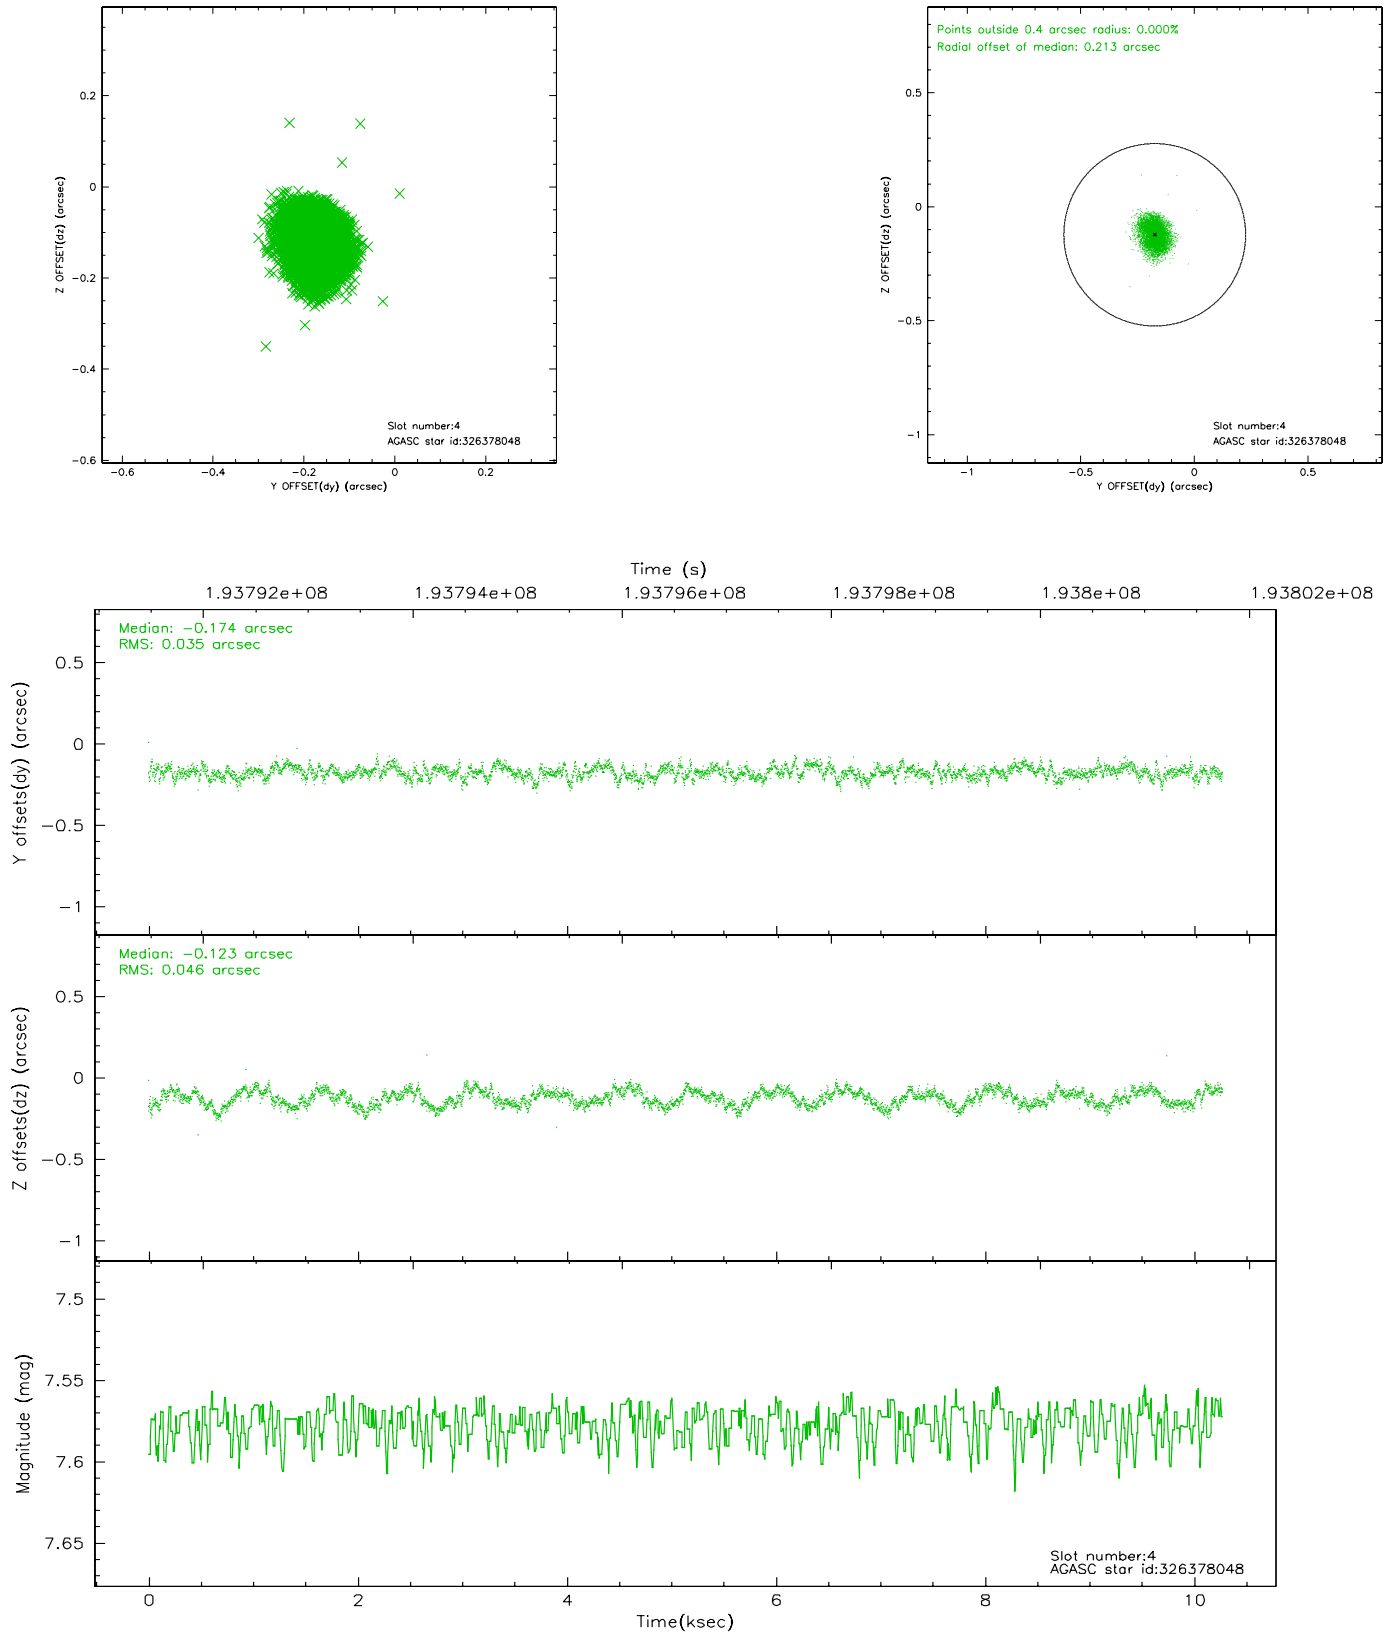 0.2
0
−0.2
−0.4
−0.6
Z OFFSET(dz) (arcsec)
Slot number:4
AGASC star id:326378048
−0.6
−0.4
−0.2
0
0.2
Y OFFSET(dy) (arcsec)
Points outside 0.4 arcsec radius: 0.000%
Radial offset of median: 0.213 arcsec
0.5
0
−0.5
−1
Z OFFSET(dz) (arcsec)
Slot number:4
AGASC star id:326378048
−1
−0.5
0
0.5
Y OFFSET(dy) (arcsec)
Time (s)
1.93792e+08
1.93794e+08
1.93796e+08
1.93798e+08
1.938e+08
1.93802e+08
Median: −0.174 arcsec
RMS: 0.035 arcsec
0.5
0
−0.5
−1
Y offsets(dy) (arcsec)
Median: −0.123 arcsec
RMS: 0.046 arcsec
0.5
0
−0.5
−1
Z offsets(dz) (arcsec)
7.5
7.55
7.6
7.65
Magnitude (mag)
Slot number:4
AGASC star id:326378048
0
2
4
6
8
10
Time(ksec)